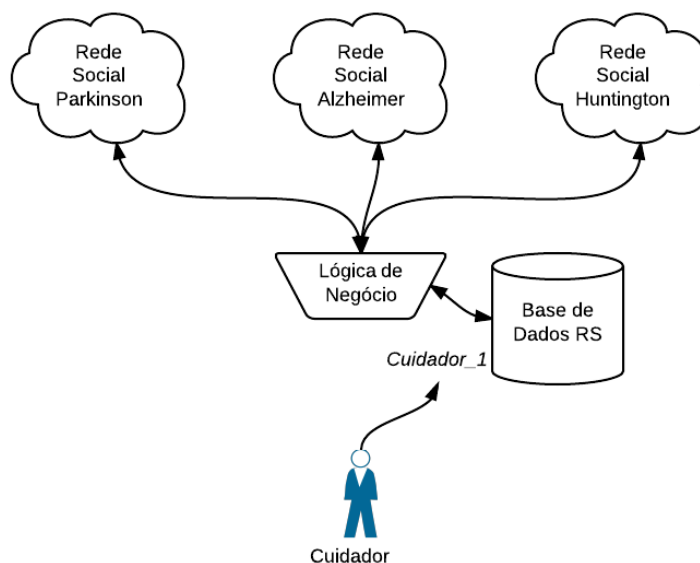 Rede
Social
Parkinson
Rede
Social
Alzheimer
Rede
Social
Huntington
Lógica de
Negócio
Base de
Dados RS
Cuidador_1
Cuidador